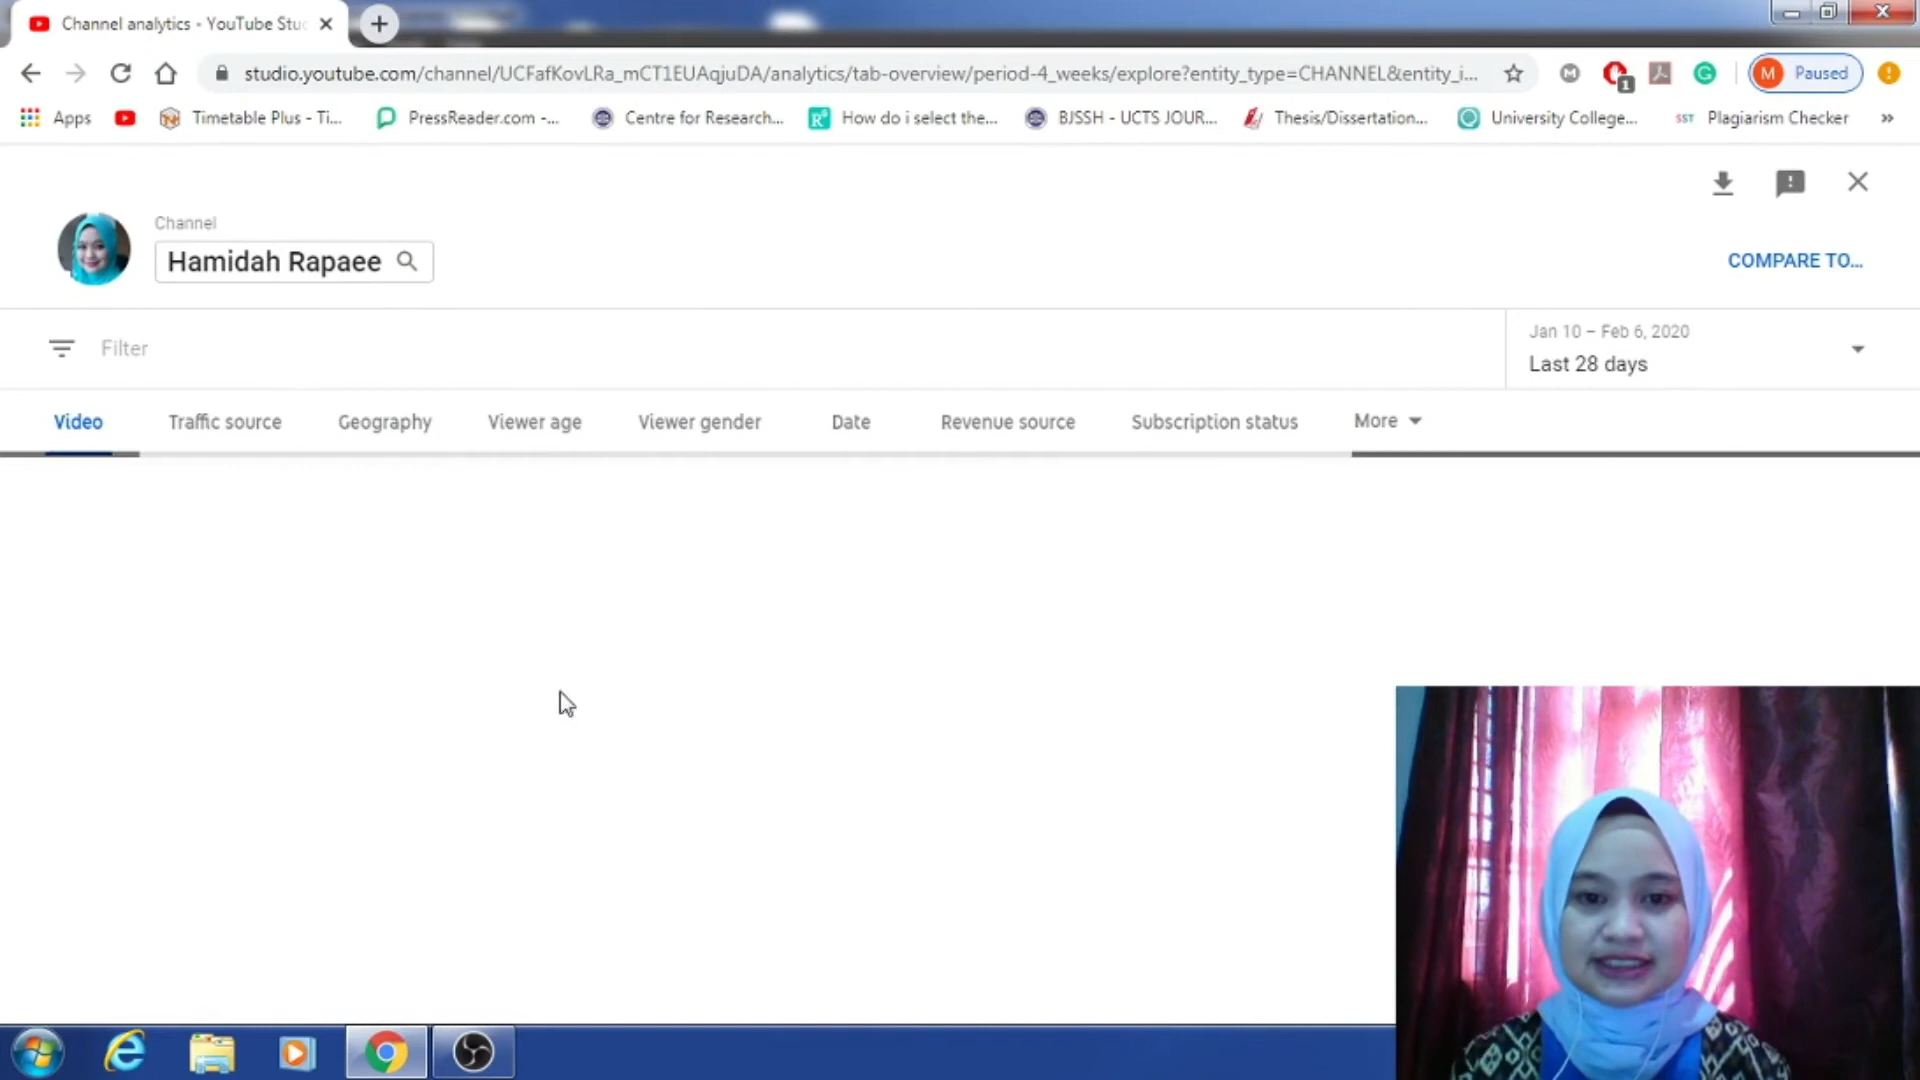 Channel analytics - YouTube Stu
studio.youtube.com/channel/UCFafKovLRa_mCT1EUAqjuDA/analytics/tab-overview/period-4_weeks/explore?entity_type=CHANNEL&entity_i...
1
M Paused
Apps
Timetable Plus - Ti...
PressReader.com -...
Centre for Research...
How do i select the...
BJSSH - UCTS JOUR...
Thesis/Dissertation...
University College...
SST Plagiarism Checker
»
Channel
Hamidah Rapaee
COMPARE TO...
Filter
Jan 10 – Feb 6, 2020
Last 28 days
Video
Traffic source
Geography
Viewer age
Viewer gender
Date
Revenue source
Subscription status
More